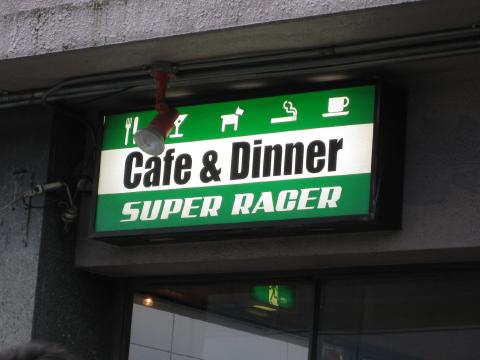 Cafe & Dinner
SUPER RACER